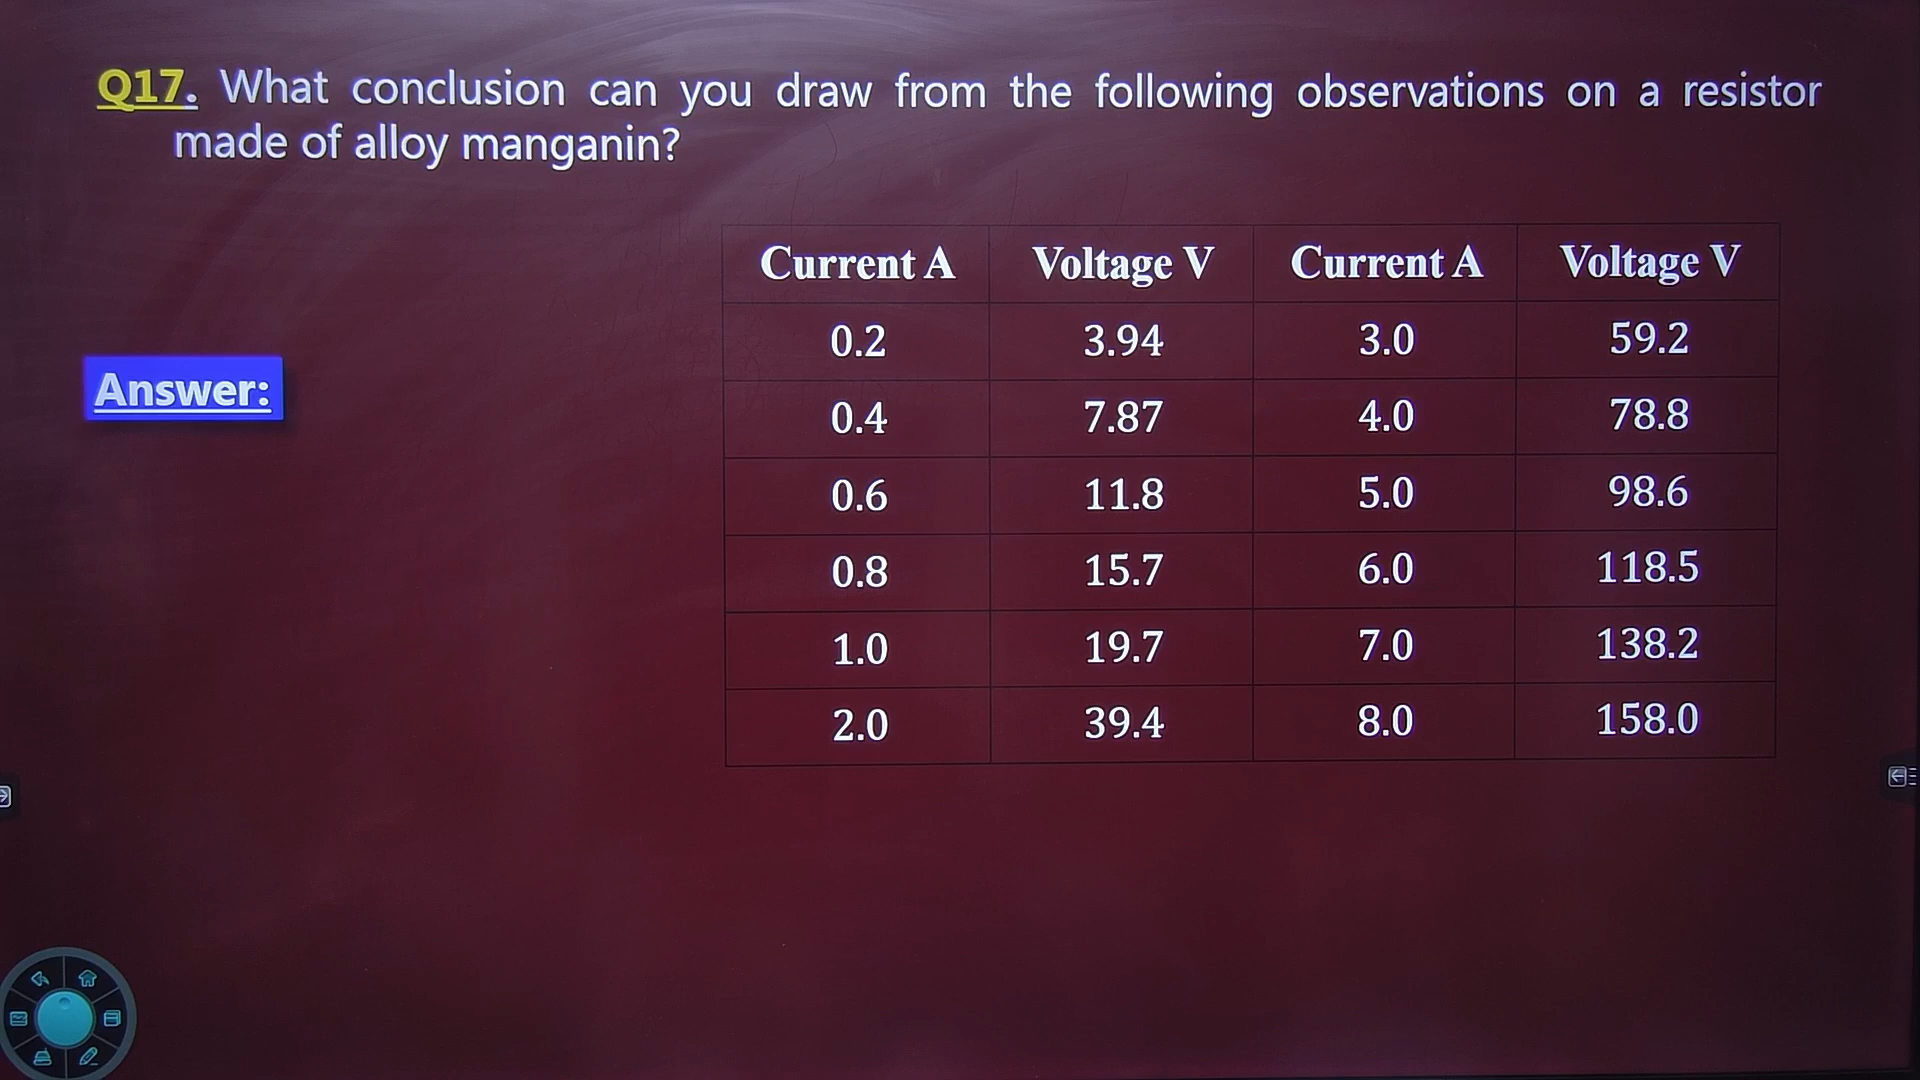 Q17. What conclusion can you draw from the following observations on a resistor
made of alloy manganin?
Current A Voltage V Current A Voltage V
0.2 3.94 3.0 59.2
Answer:
0.4 7.87 4.0 78.8
0.6 11.8 5.0 98.6
0.8 15.7 6.0 118.5
1.0 19.7 7.0 138.2
2.0 39.4 8.0 158.0